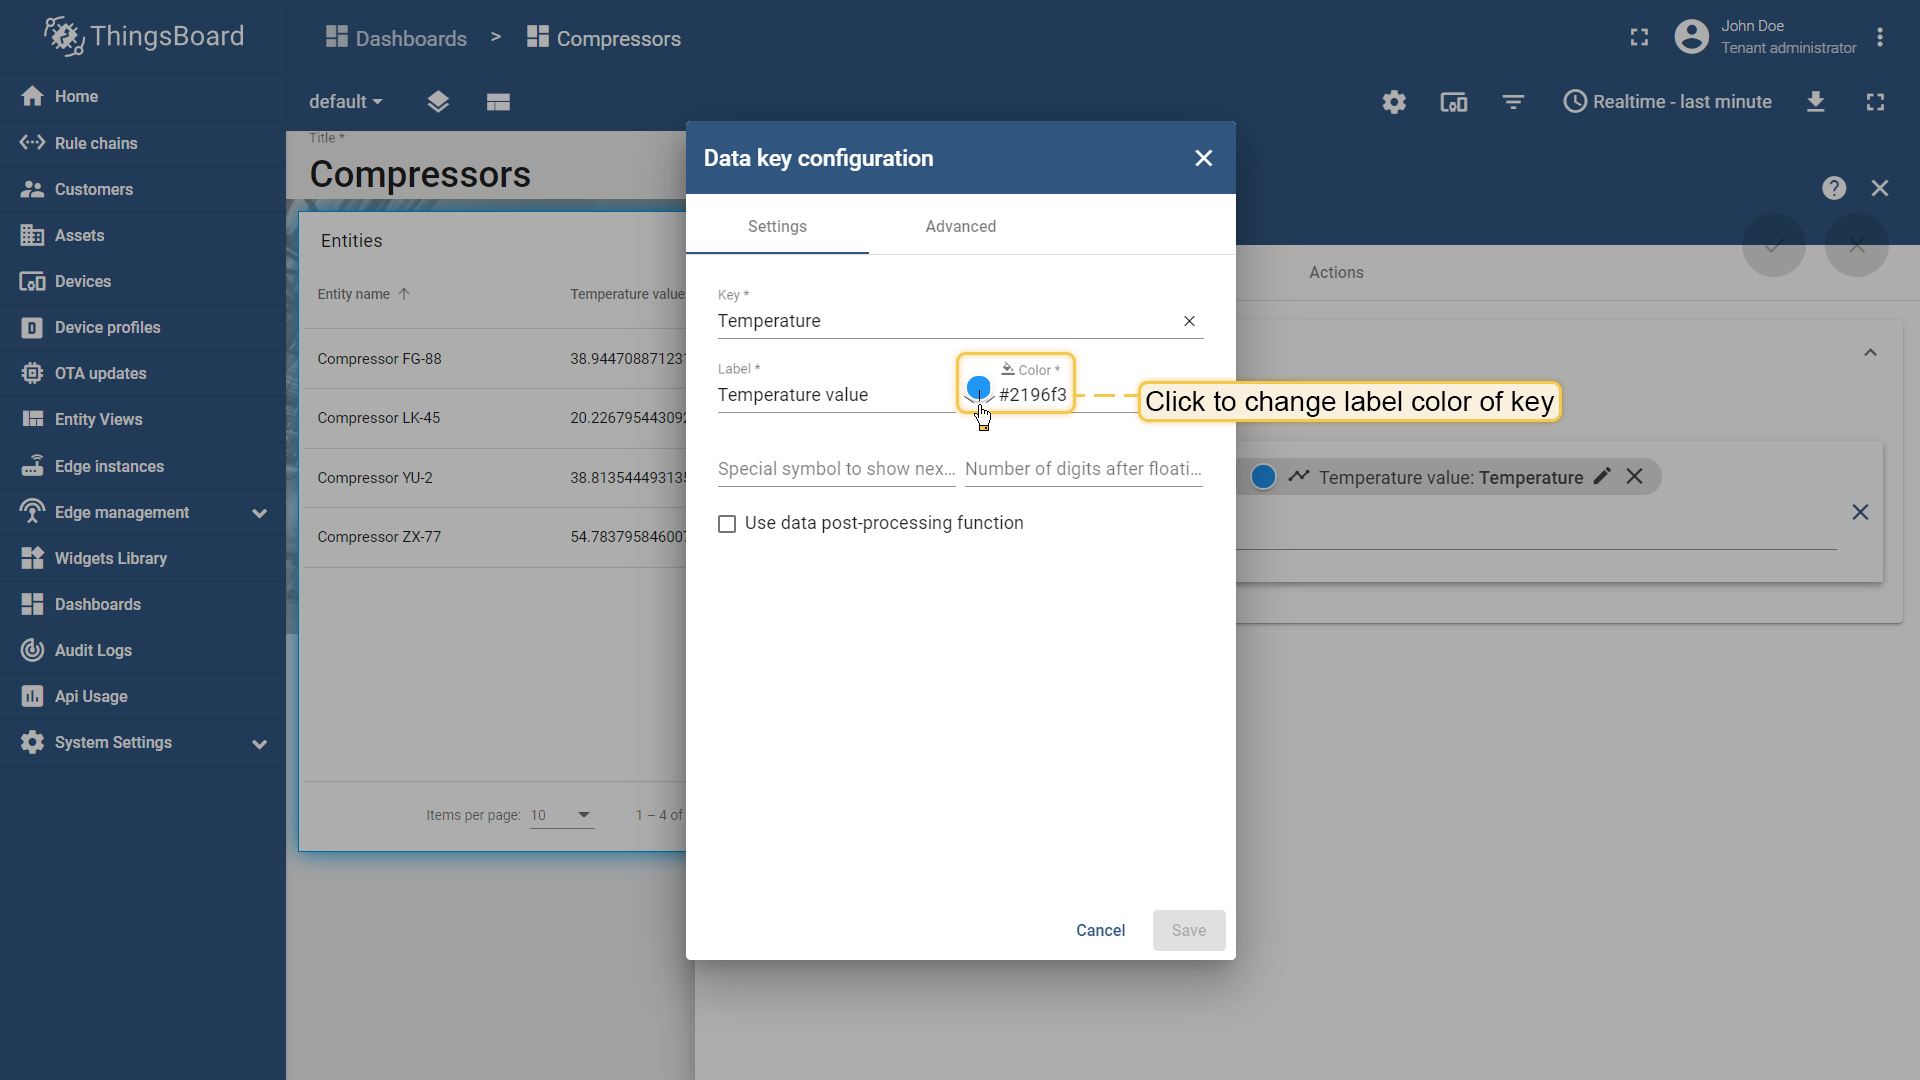 ThingsBoard
Dashboards > Compressors
John Doe
Tenant administrator
default
Realtime - last minute
Home
Rule chains
Customers
Assets
Devices
Device profiles
OTA updates
Entity Views
Edge instances
Edge management
Widgets Library
Dashboards
Audit Logs
Api Usage
System Settings
Title *
Compressors
Entities
Entity name
Temperature value
Compressor FG-88
38.944708871231
Compressor LK-45
20.226795443092
Compressor YU-2
38.813544493135
Compressor ZX-77
54.783795846007
Items per page: 10
1 – 4 of
Data key configuration
Settings
Advanced
Key *
Temperature
Label *
Temperature value
Color *
#2196f3
Click to change label color of key
Special symbol to show nex...
Number of digits after floati...
Use data post-processing function
Cancel
Save
Actions
Temperature value: Temperature